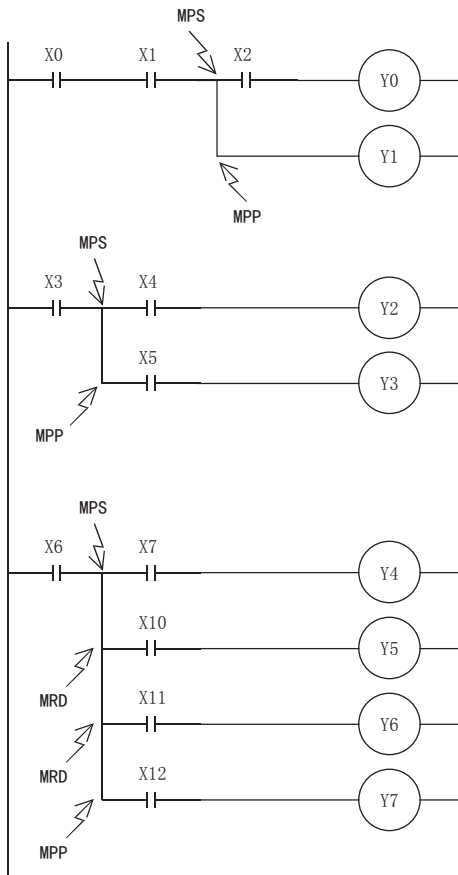 MPS
X0 X1 X2 Y0
Y1
MPP
MPS
X3 X4 Y2
X5 Y3
MPP
MPS
X6 X7 Y4
X10 Y5
MRD
X11 Y6
MRD
X12 Y7
MPP